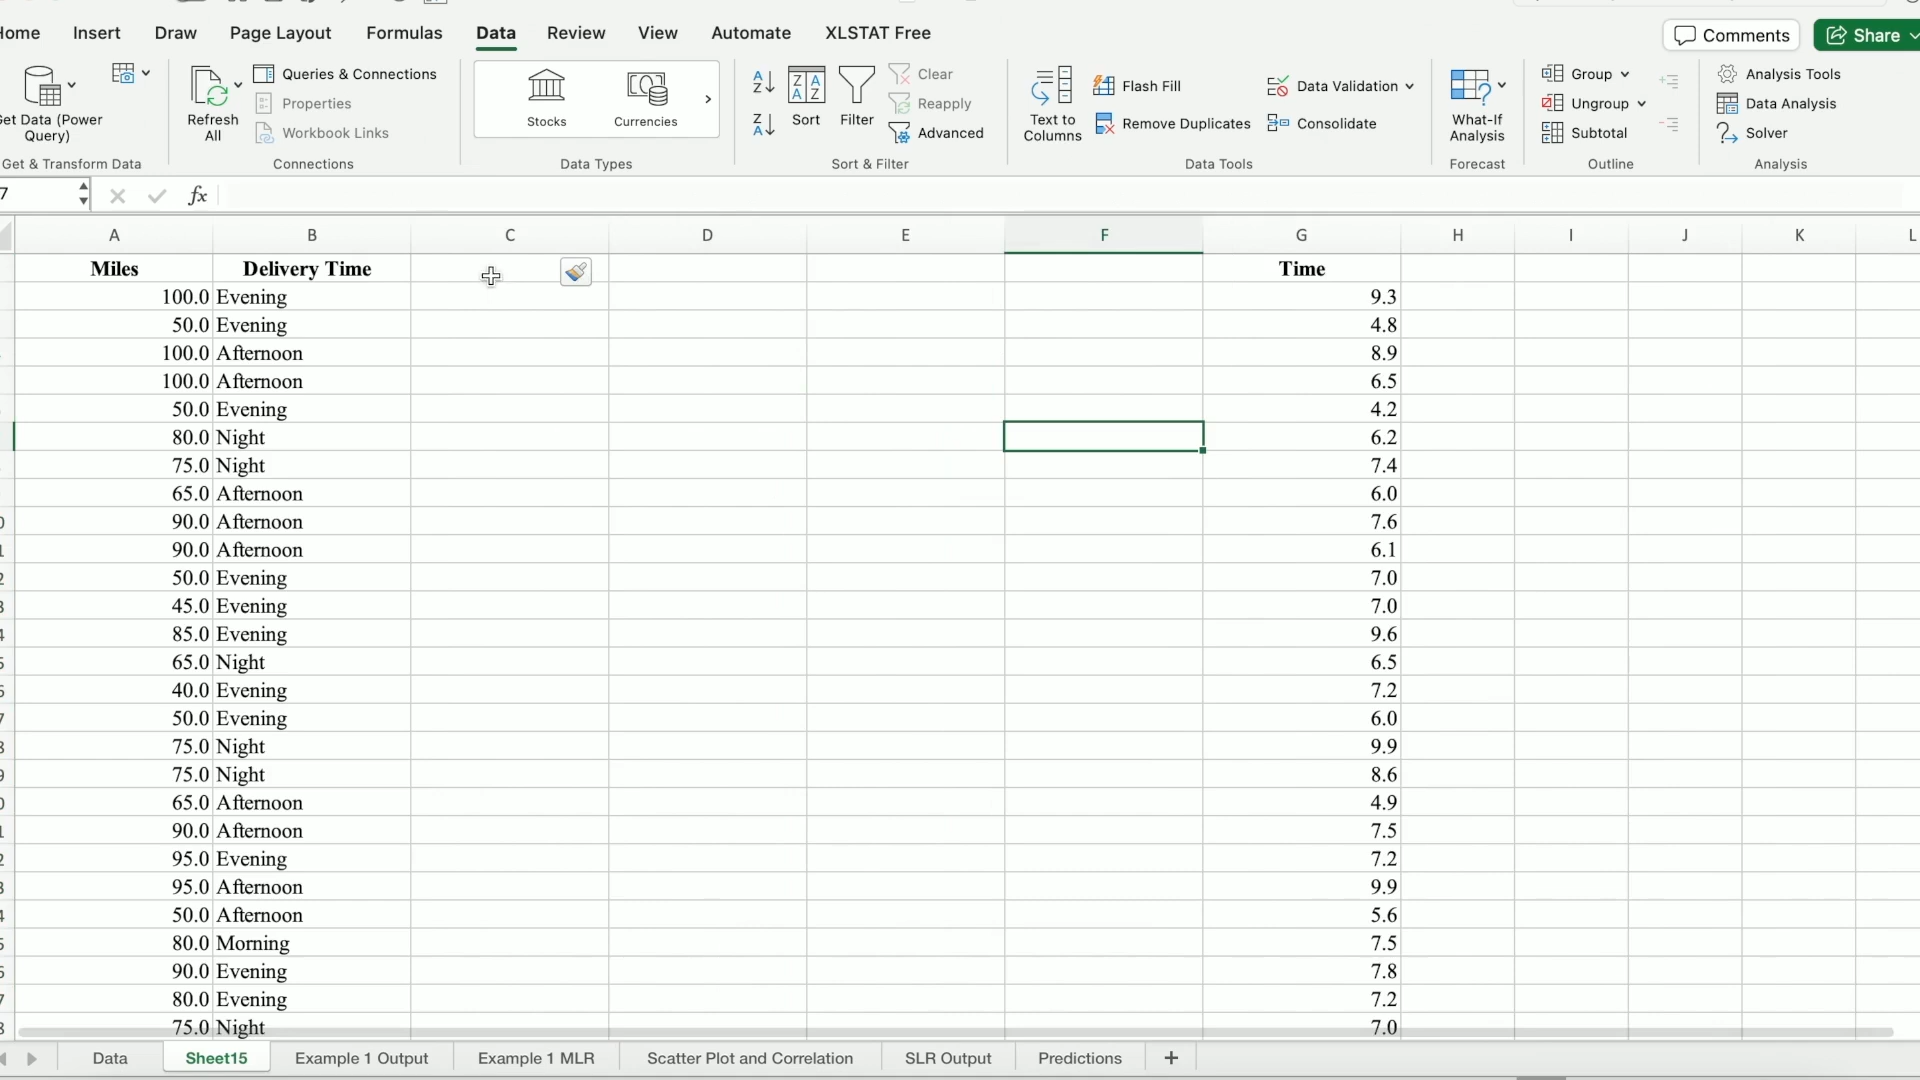 Home Insert Draw Page Layout Formulas Data Review View Automate XLSTAT Free Comments Share
Get Data (Power Query)
Get & Transform Data
Refresh All
Queries & Connections
Properties
Workbook Links
Connections
Stocks Currencies
Data Types
Sort Filter
Clear
Reapply
Advanced
Sort & Filter
Text to Columns
Flash Fill
Remove Duplicates
Data Validation
Consolidate
Data Tools
What-If Analysis
Forecast
Group
Ungroup
Subtotal
Outline
Analysis Tools
Data Analysis
Solver
Analysis
7 fx
A B C D E F G H I J K L
Miles Delivery Time Time
100.0 Evening 9.3
50.0 Evening 4.8
100.0 Afternoon 8.9
100.0 Afternoon 6.5
50.0 Evening 4.2
80.0 Night 6.2
75.0 Night 7.4
65.0 Afternoon 6.0
90.0 Afternoon 7.6
90.0 Afternoon 6.1
50.0 Evening 7.0
45.0 Evening 7.0
85.0 Evening 9.6
65.0 Night 6.5
40.0 Evening 7.2
50.0 Evening 6.0
75.0 Night 9.9
75.0 Night 8.6
65.0 Afternoon 4.9
90.0 Afternoon 7.5
95.0 Evening 7.2
95.0 Afternoon 9.9
50.0 Afternoon 5.6
80.0 Morning 7.5
90.0 Evening 7.8
80.0 Evening 7.2
75.0 Night 7.0
Data Sheet15 Example 1 Output Example 1 MLR Scatter Plot and Correlation SLR Output Predictions +